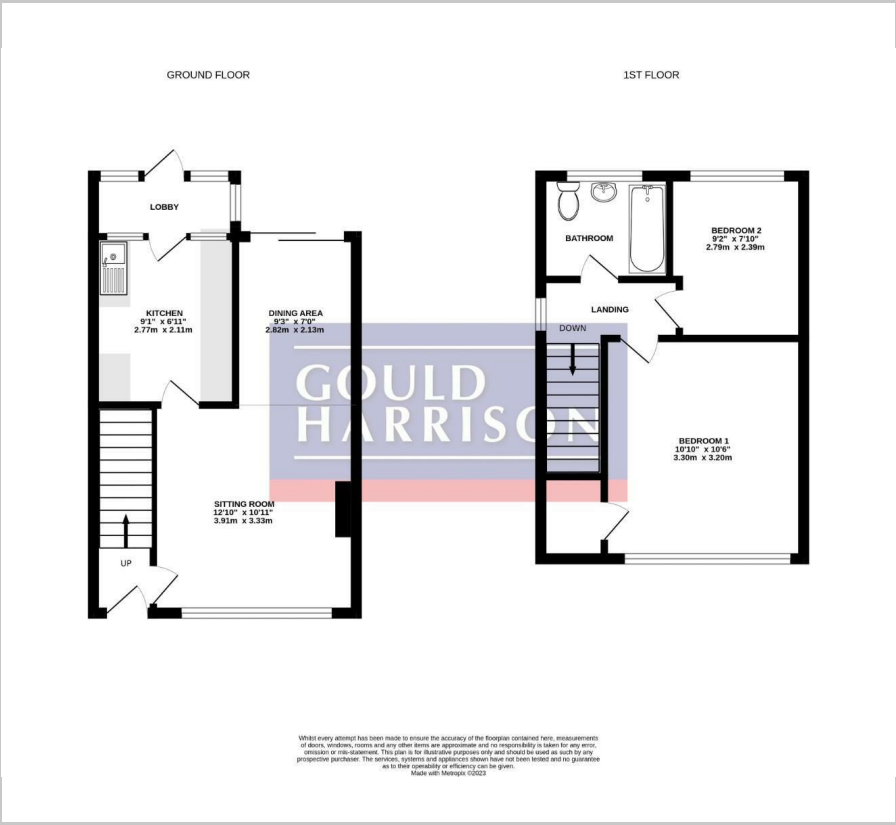 GROUND FLOOR
1ST FLOOR
LOBBY
KITCHEN
9'1" x 6'11"
2.77m x 2.11m
DINING AREA
9'3" x 7'0"
2.82m x 2.13m
SITTING ROOM
12'10" x 10'11"
3.91m x 3.33m
UP
BATHROOM
BEDROOM 2
9'2" x 7'10"
2.79m x 2.39m
LANDING
DOWN
BEDROOM 1
10'10" x 10'6"
3.30m x 3.20m
GOULD
HARRISON
Whilst every attempt has been made to ensure the accuracy of the floorplan contained here, measurements
of doors, windows, rooms and any other items are approximate and no responsibility is taken for any error,
omission or mis-statement. This plan is for illustrative purposes only and should be used as such by any
prospective purchaser. The services, systems and appliances shown have not been tested and no guarantee
as to their operability or efficiency can be given.
Made with Metropix ©2023